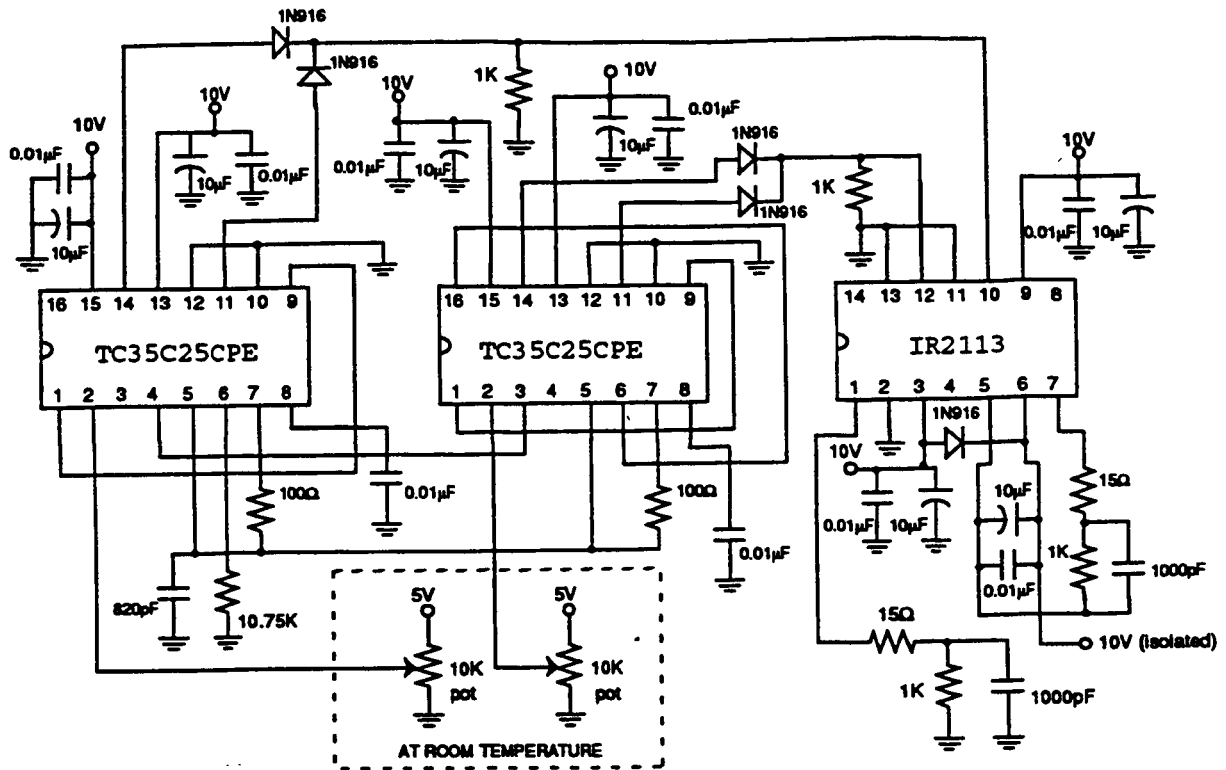 1N916
1N916
10V
10V
10V
1K
10V
0.01µF
0.01µF
10µF
0.01µF
0.01µF
10µF
10µF
1N916
1N916
1K
10V
0.01µF
10µF
10µF
16 15 14 13 12 11 10 9
TC35C25CPE
1 2 3 4 5 6 7 8
16 15 14 13 12 11 10 9
TC35C25CPE
1 2 3 4 5 6 7 8
14 13 12 11 10 9 8
IR2113
1 2 3 4 5 6 7
1N916
10V
0.01µF
10µF
10µF
0.01µF
15Ω
1K
1000pF
10V (isolated)
100Ω
0.01µF
100Ω
0.01µF
820pF
10.75K
5V
10K
pot
5V
10K
pot
AT ROOM TEMPERATURE
15Ω
1K
1000pF